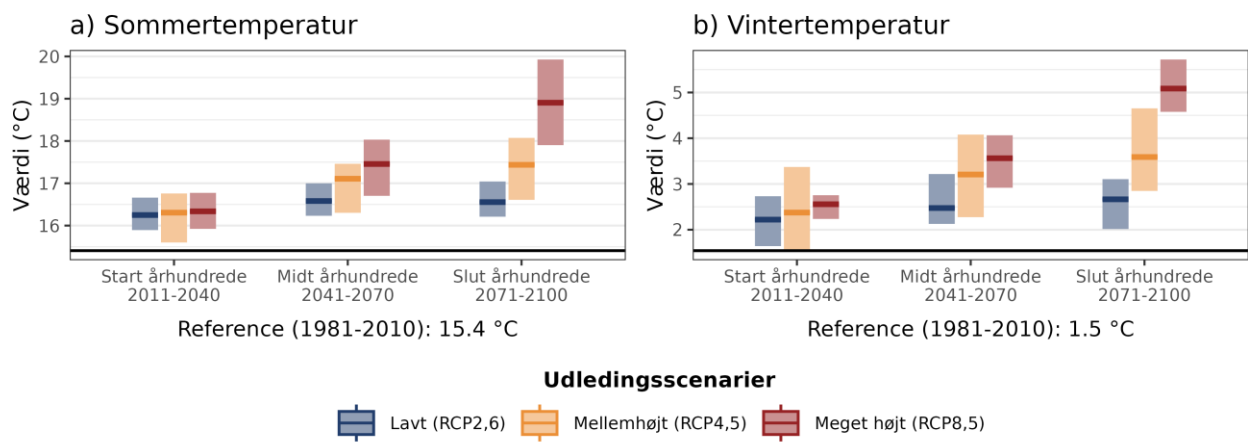 a) Sommertemperatur
Værdi (°C)
20
19
18
17
16
Start århundrede
2011-2040
Midt århundrede
2041-2070
Slut århundrede
2071-2100
Reference (1981-2010): 15.4 °C
b) Vintertemperatur
Værdi (°C)
5
4
3
2
Start århundrede
2011-2040
Midt århundrede
2041-2070
Slut århundrede
2071-2100
Reference (1981-2010): 1.5 °C
Udledingsscenarier
Lavt (RCP2,6)
Mellemhøjt (RCP4,5)
Meget højt (RCP8,5)